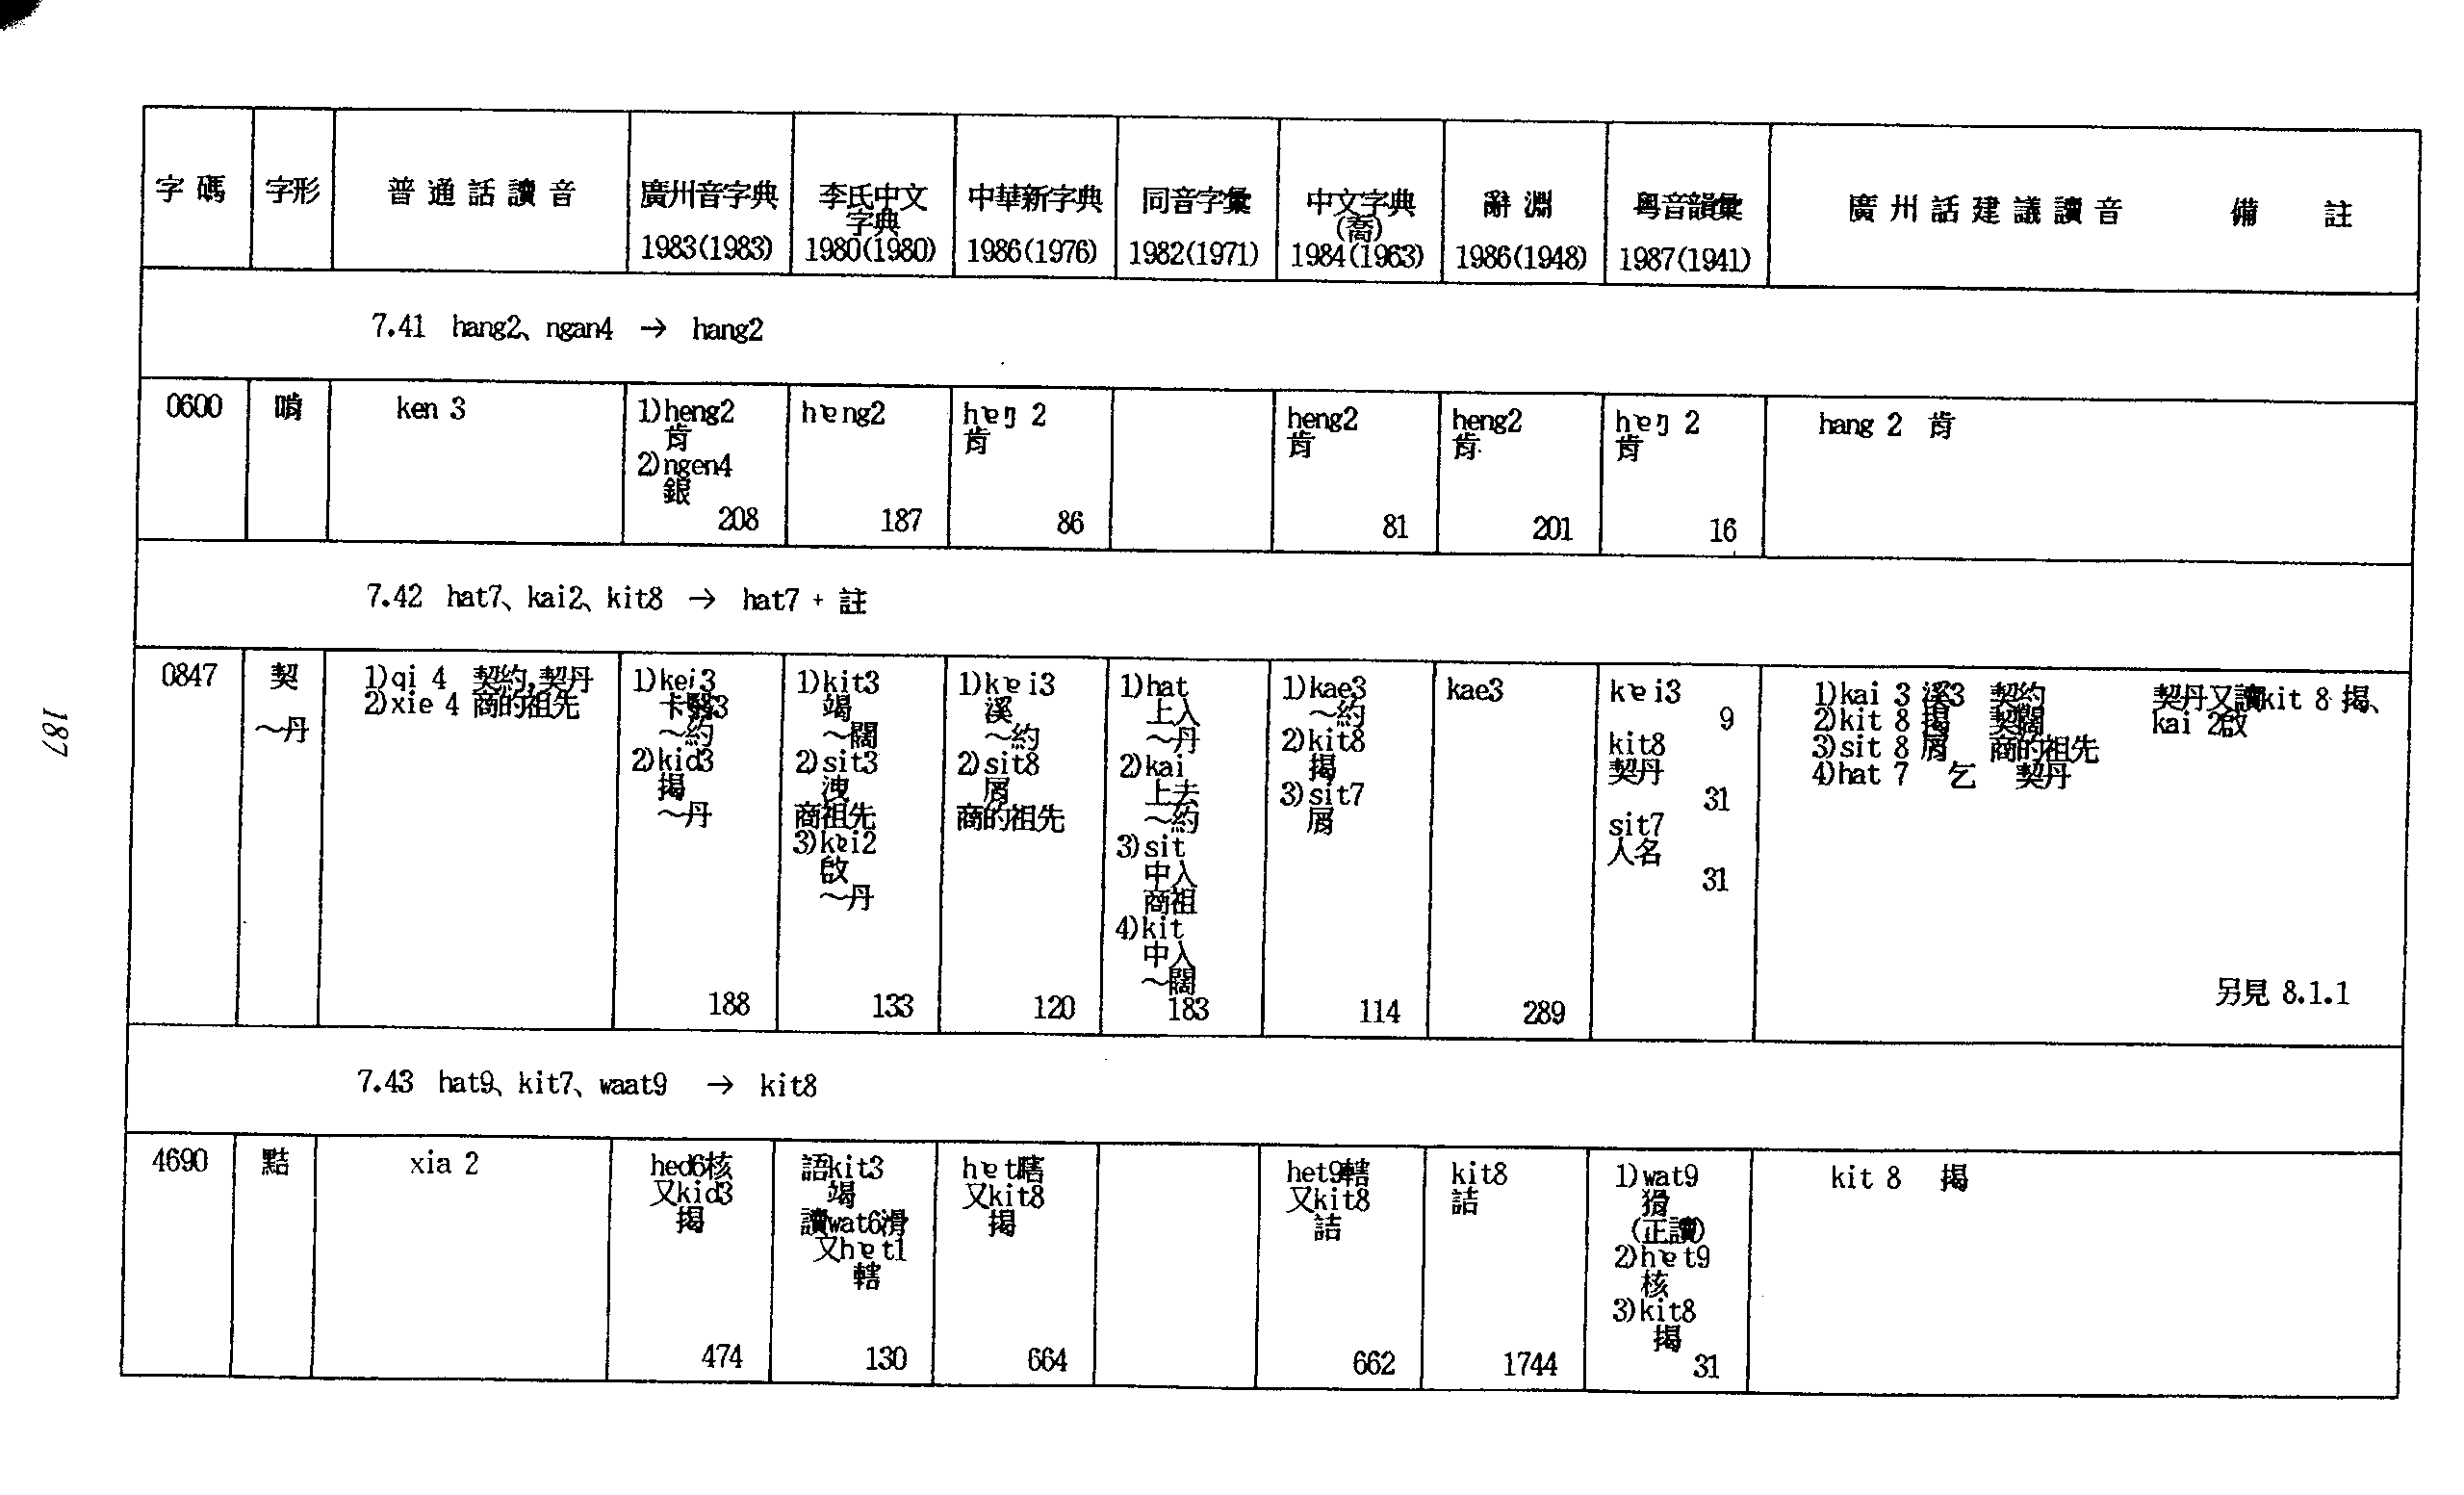 字碼 字形 普通話讀音 廣州音字典 1983(1983) 李氏中文字典 1980(1980) 中華新字典 1986(1976) 同音字彙 1982(1971) 中文字典(喬) 1984(1963) 辭淵 1986(1948) 粵音韻彙 1987(1941) 廣州話建議讀音 備註
7.41 hang2、ngan4 → hang2
0600
啃
ken 3
1)heng2
肯
2)ngen4
銀
208
hɐng2
187
hɐŋ 2
肯
86
heng2
肯
81
heng2
肯
201
hɐŋ 2
肯
16
hang 2 肯
7.42 hat7、kai2、kit8 → hat7 + 註
0847
契
～丹
1)qi 4 契約,契丹
2)xie 4 商的祖先
1)kei3
卡翳3
～約
2)kid3
揭
～丹
188
1)kit3
竭
～闊
2)sit3
洩
商祖先
3)kɐi2
啟
～丹
133
1)kɐi3
溪
～約
2)sit8
屑
商的祖先
120
1)hat
上入
～丹
2)kai
上去
～約
3)sit
中入
商祖
4)kit
中入
～闊
183
1)kae3
～約
2)kit8
揭
3)sit7
屑
114
kae3
289
kɐi3
9
kit8
契丹
31
sit7
人名
31
1)kai 3 溪3 契約
2)kit 8 揭 契闊
3)sit 8 屑 商的祖先
4)hat 7 乞 契丹
契丹又讀kit 8 揭、
kai 2啟
另見 8.1.1
7.43 hat9、kit7、waat9 → kit8
4690
黠
xia 2
hed6核
又kid3
揭
474
語kit3
竭
讀wat6滑
又hɐt1
轄
130
hɐt瞎
又kit8
揭
664
het9轄
又kit8
詰
662
kit8
詰
1744
1)wat9
猾
(正讀)
2)hɐt9
核
3)kit8
揭
31
kit 8 揭
187